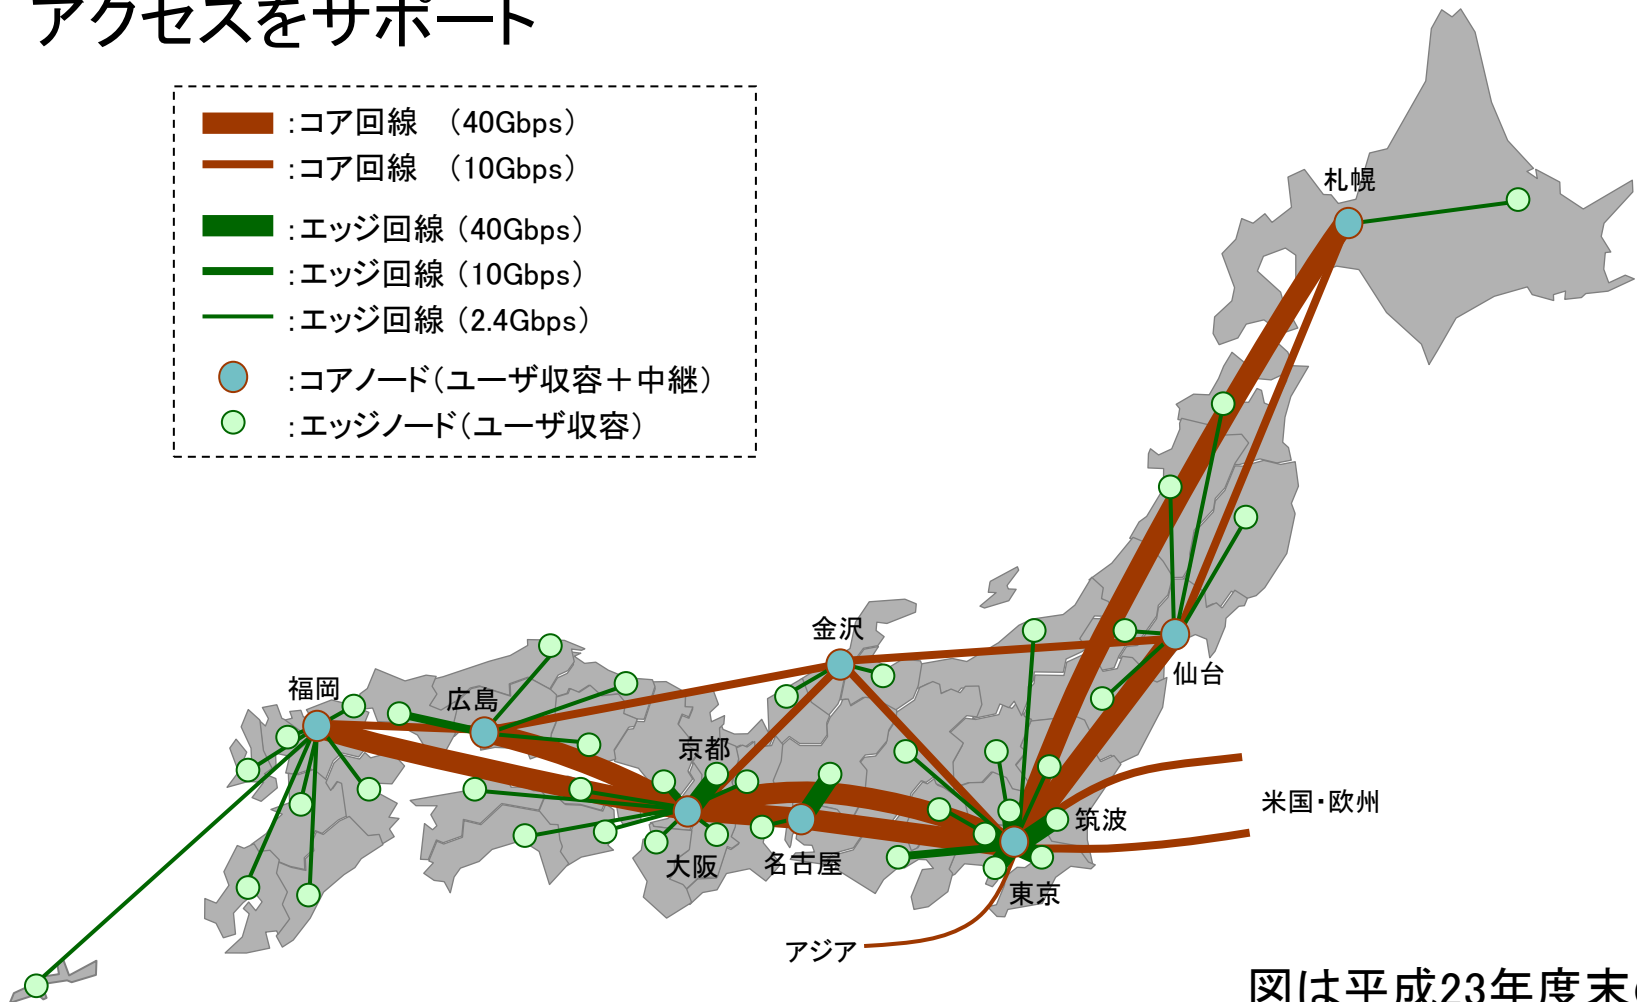 アクセスをサポート
：コア回線　（40Gbps）
：コア回線　（10Gbps）
：エッジ回線（40Gbps）
：エッジ回線（10Gbps）
：エッジ回線（2.4Gbps）
：コアノード（ユーザ収容＋中継）
：エッジノード（ユーザ収容）
札幌
金沢
仙台
福岡
広島
京都
米国・欧州
筑波
大阪
名古屋
東京
アジア
図は平成23年度末